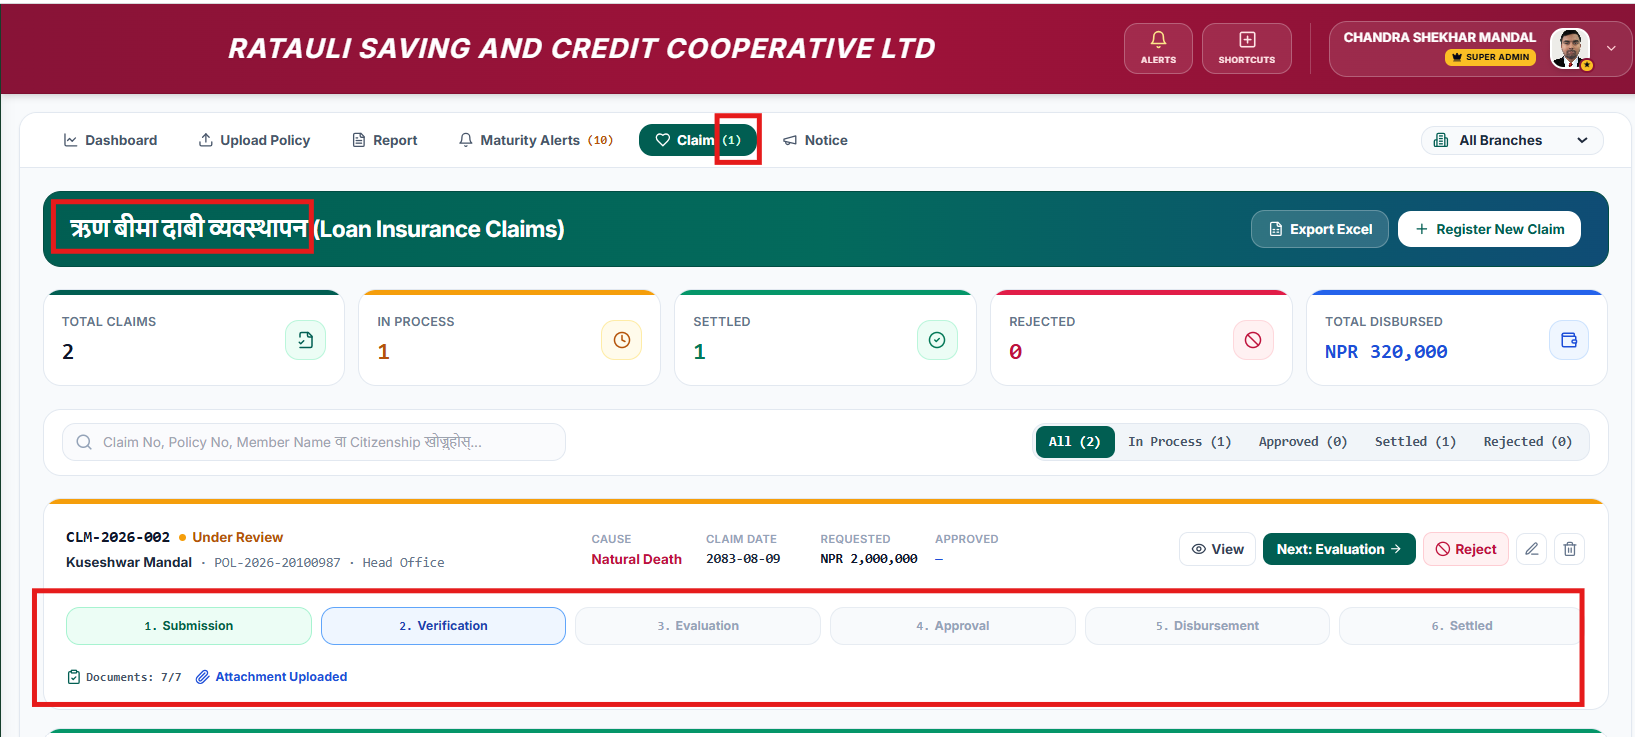 RATAULI SAVING AND CREDIT COOPERATIVE LTD
ALERTS
SHORTCUTS
CHANDRA SHEKHAR MANDAL
SUPER ADMIN
Dashboard
Upload Policy
Report
Maturity Alerts (10)
Claim (1)
Notice
All Branches
ऋण बीमा दाबी व्यवस्थापन (Loan Insurance Claims)
Export Excel
+ Register New Claim
TOTAL CLAIMS
2
IN PROCESS
1
SETTLED
1
REJECTED
0
TOTAL DISBURSED
NPR 320,000
Claim No, Policy No, Member Name वा Citizenship खोज्नुहोस्...
All (2)
In Process (1)
Approved (0)
Settled (1)
Rejected (0)
CLM-2026-002 • Under Review
Kuseshwar Mandal · POL-2026-20100987 · Head Office
CAUSE
Natural Death
CLAIM DATE
2083-08-09
REQUESTED
NPR 2,000,000
APPROVED
—
View
Next: Evaluation →
Reject
1. Submission
2. Verification
3. Evaluation
4. Approval
5. Disbursement
6. Settled
Documents: 7/7
Attachment Uploaded